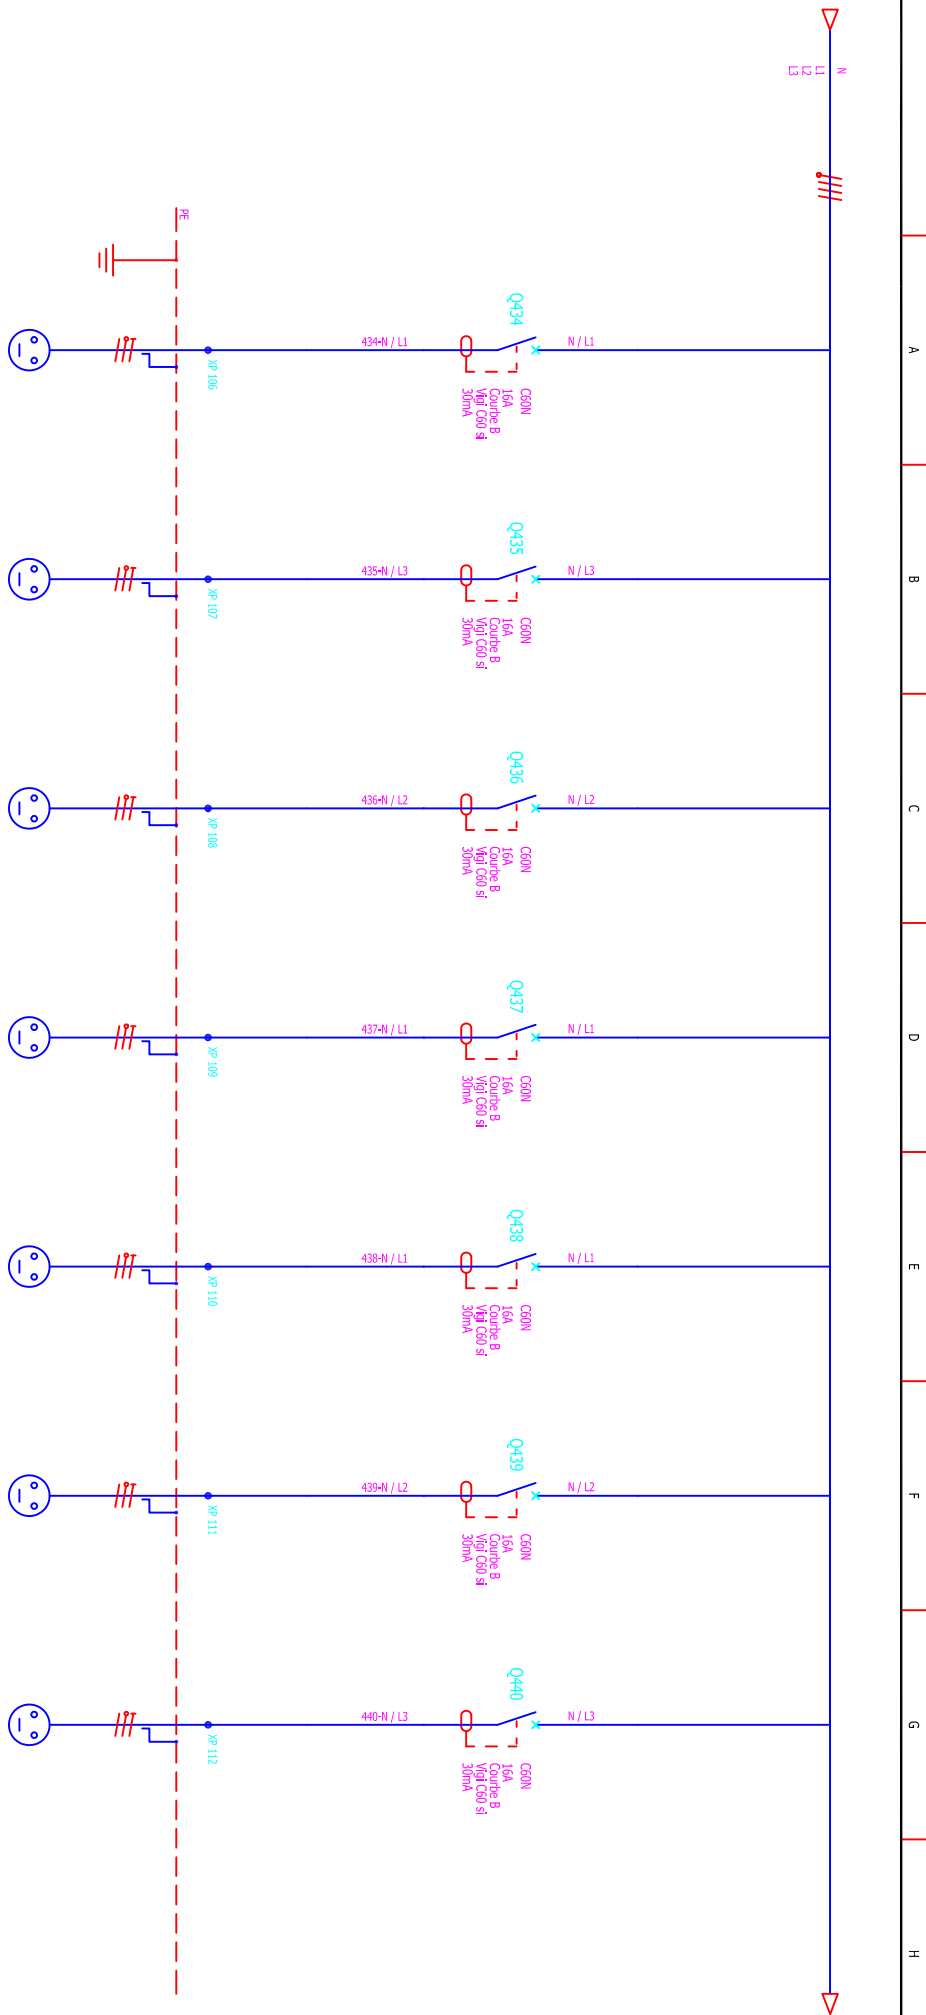 A
B
C
D
E
F
G
H
N
L1
L2
L3
N / L1
Q434
C60N
16A
Courbe B
Vigi C60 si
30mA
434-N / L1
XP 106
N / L3
Q435
C60N
16A
Courbe B
Vigi C60 si
30mA
435-N / L3
XP 107
N / L2
Q436
C60N
16A
Courbe B
Vigi C60 si
30mA
436-N / L2
XP 108
N / L1
Q437
C60N
16A
Courbe B
Vigi C60 si
30mA
437-N / L1
XP 109
N / L1
Q438
C60N
16A
Courbe B
Vigi C60 si
30mA
438-N / L1
XP 110
N / L2
Q439
C60N
16A
Courbe B
Vigi C60 si
30mA
439-N / L2
XP 111
N / L3
Q440
C60N
16A
Courbe B
Vigi C60 si
30mA
440-N / L3
XP 112
PE